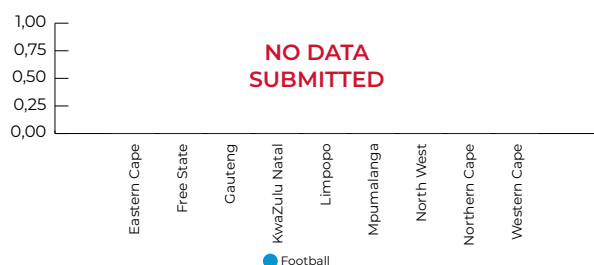 1,00
0,75
0,50
0,25
0,00
NO DATA
SUBMITTED
Eastern Cape
Free State
Gauteng
KwaZulu Natal
Limpopo
Mpumalanga
North West
Northern Cape
Western Cape
Football